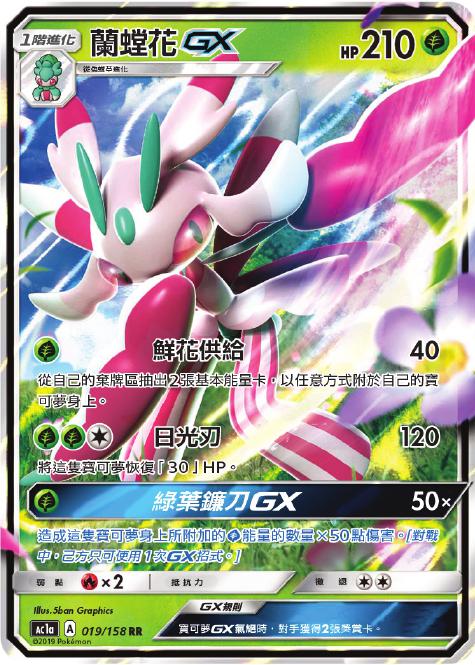 1階進化 蘭螳花GX HP210
從偽螳草進化
鮮花供給 40
從自己的棄牌區抽出2張基本能量卡，以任意方式附於自己的寶
可夢身上。
日光刃 120
將這隻寶可夢恢復「30」HP。
綠葉鐮刀GX 50×
造成這隻寶可夢身上所附加的能量的數量×50點傷害。[對戰
中，己方只可使用1次GX招式。]
弱點 ×2 抵抗力 撤退
Illus.5ban Graphics
GX規則
AC1a A 019/158 RR
寶可夢GX氣絕時，對手獲得2張獎賞卡。
©2019 Pokémon